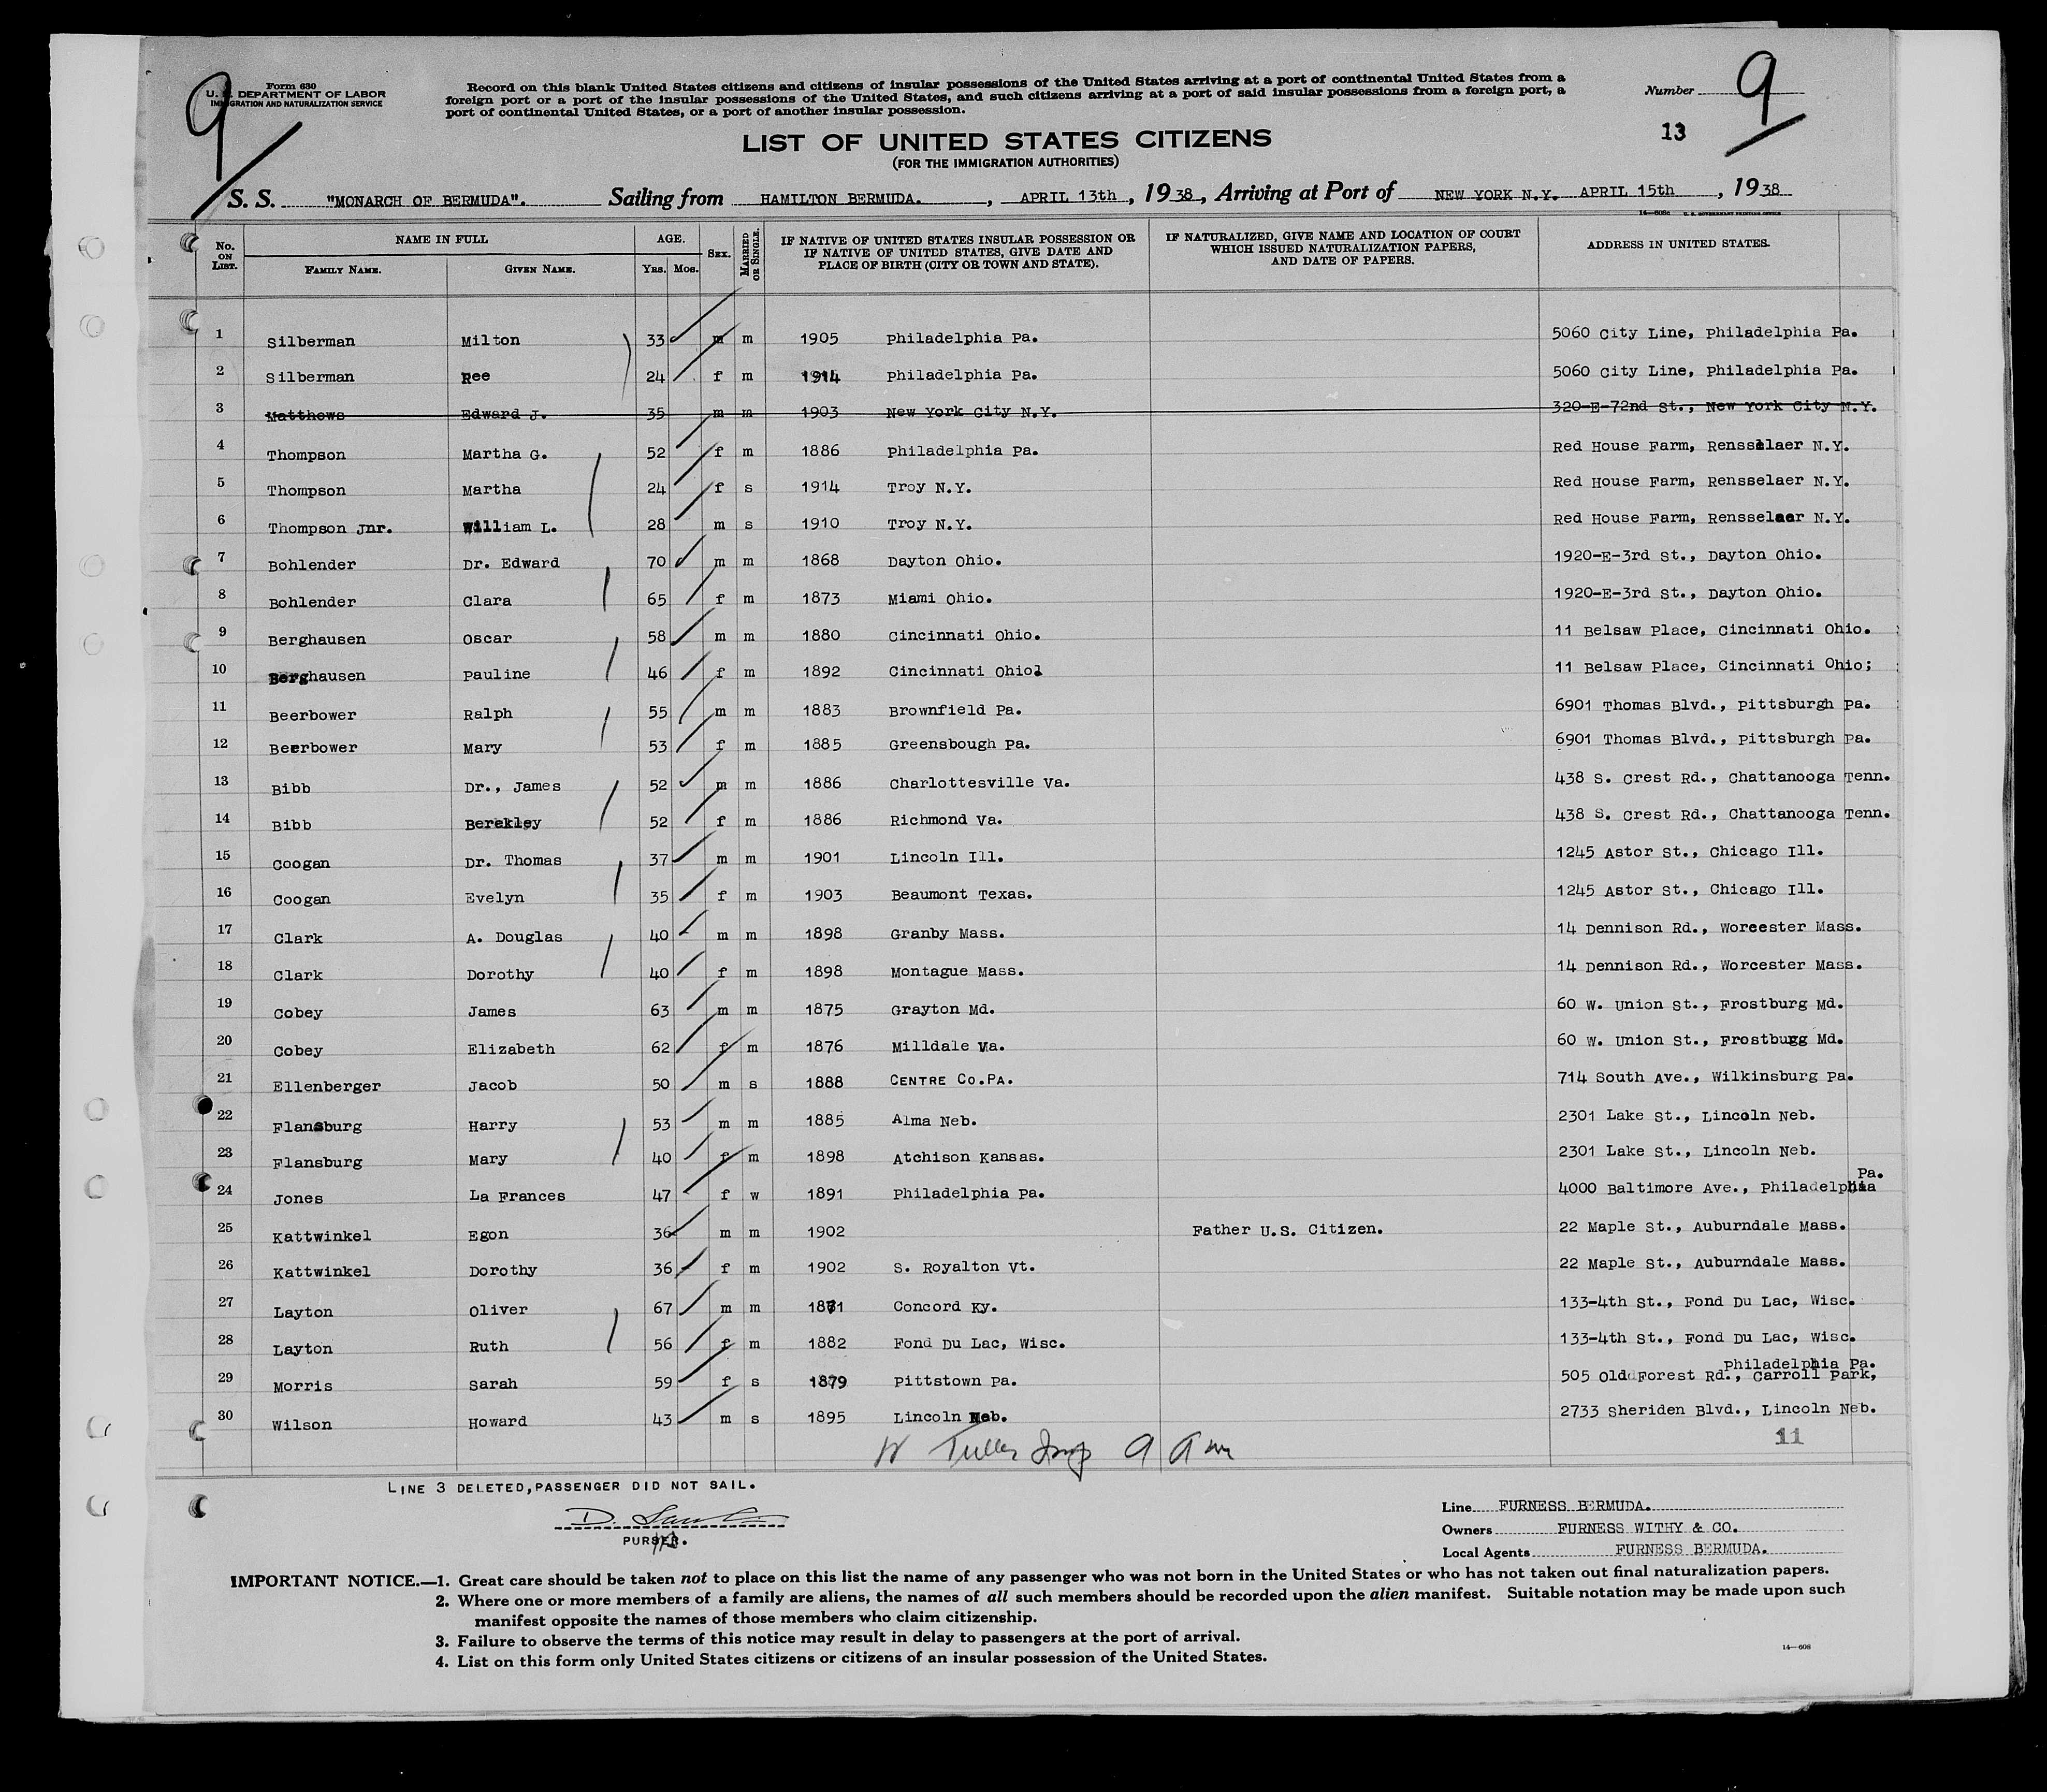 9
Form 630
U. S. DEPARTMENT OF LABOR
IMMIGRATION AND NATURALIZATION SERVICE
Record on this blank United States citizens and citizens of insular possessions of the United States arriving at a port of continental United States from a
foreign port or a port of the insular possessions of the United States, and such citizens arriving at a port of said insular possessions from a foreign port, a
port of continental United States, or a port of another insular possession.
Number 9
13
LIST OF UNITED STATES CITIZENS
(FOR THE IMMIGRATION AUTHORITIES)
S. S. "MONARCH OF BERMUDA". Sailing from HAMILTON BERMUDA. , APRIL 13th , 1938, Arriving at Port of NEW YORK N.Y. APRIL 15th , 1938
14—608a U. S. GOVERNMENT PRINTING OFFICE
No. ON LIST. NAME IN FULL FAMILY NAME. GIVEN NAME. AGE. YRS. MOS. SEX. MARRIED OR SINGLE. IF NATIVE OF UNITED STATES INSULAR POSSESSION OR IF NATIVE OF UNITED STATES, GIVE DATE AND PLACE OF BIRTH (CITY OR TOWN AND STATE). IF NATURALIZED, GIVE NAME AND LOCATION OF COURT WHICH ISSUED NATURALIZATION PAPERS, AND DATE OF PAPERS. ADDRESS IN UNITED STATES.
1 Silberman Milton 33 m m 1905 Philadelphia Pa. 5060 City Line, Philadelphia Pa.
2 Silberman Ree 24 f m 1914 Philadelphia Pa. 5060 City Line, Philadelphia Pa.
3 Matthews Edward J. 35 m m 1903 New York City N.Y. 320-E-72nd St., New York City N.Y.
4 Thompson Martha G. 52 f m 1886 Philadelphia Pa. Red House Farm, Rensselaer N.Y.
5 Thompson Martha 24 f s 1914 Troy N.Y. Red House Farm, Rensselaer N.Y.
6 Thompson Jnr. William L. 28 m s 1910 Troy N.Y. Red House Farm, Rensselaer N.Y.
7 Bohlender Dr. Edward 70 m m 1868 Dayton Ohio. 1920-E-3rd St., Dayton Ohio.
8 Bohlender Clara 65 f m 1873 Miami Ohio. 1920-E-3rd St., Dayton Ohio.
9 Berghausen Oscar 58 m m 1880 Cincinnati Ohio. 11 Belsaw Place, Cincinnati Ohio.
10 Berghausen Pauline 46 f m 1892 Cincinnati Ohio. 11 Belsaw Place, Cincinnati Ohio;
11 Beerbower Ralph 55 m m 1883 Brownfield Pa. 6901 Thomas Blvd., Pittsburgh Pa.
12 Beerbower Mary 53 f m 1885 Greensbough Pa. 6901 Thomas Blvd., Pittsburgh Pa.
13 Bibb Dr., James 52 m m 1886 Charlottesville Va. 438 S. Crest Rd., Chattanooga Tenn.
14 Bibb Berekley 52 f m 1886 Richmond Va. 438 S. Crest Rd., Chattanooga Tenn.
15 Coogan Dr. Thomas 37 m m 1901 Lincoln Ill. 1245 Astor St., Chicago Ill.
16 Coogan Evelyn 35 f m 1903 Beaumont Texas. 1245 Astor St., Chicago Ill.
17 Clark A. Douglas 40 m m 1898 Granby Mass. 14 Dennison Rd., Worcester Mass.
18 Clark Dorothy 40 f m 1898 Montague Mass. 14 Dennison Rd., Worcester Mass.
19 Cobey James 63 m m 1875 Grayton Md. 60 W. Union St., Frostburg Md.
20 Cobey Elizabeth 62 f m 1876 Milldale Va. 60 W. Union St., Frostbugg Md.
21 Ellenberger Jacob 50 m s 1888 CENTRE CO.PA. 714 South Ave., Wilkinsburg Pa.
22 Flansburg Harry 53 m m 1885 Alma Neb. 2301 Lake St., Lincoln Neb.
23 Flansburg Mary 40 f m 1898 Atchison Kansas. 2301 Lake St., Lincoln Neb.
24 Jones La Frances 47 f w 1891 Philadelphia Pa. 4000 Baltimore Ave., Philadelphia Pa.
25 Kattwinkel Egon 36 m m 1902 Father U.S. Citizen. 22 Maple St., Auburndale Mass.
26 Kattwinkel Dorothy 36 f m 1902 S. Royalton Vt. 22 Maple St., Auburndale Mass.
27 Layton Oliver 67 m m 1871 Concord Ky. 133-4th St., Fond Du Lac, Wisc.
28 Layton Ruth 56 f m 1882 Fond Du Lac, Wisc. 133-4th St., Fond Du Lac, Wisc.
29 Morris Sarah 59 f s 1879 Pittstown Pa. 505 Old Forest Rd., Carroll Park, Philadelphia Pa.
30 Wilson Howard 43 m s 1895 Lincoln Neb. 2733 Sheriden Blvd., Lincoln Neb.
11
LINE 3 DELETED, PASSENGER DID NOT SAIL.
PURSER.
Line FURNESS BERMUDA.
Owners FURNESS WITHY & CO.
Local Agents FURNESS BERMUDA.
IMPORTANT NOTICE.—1. Great care should be taken not to place on this list the name of any passenger who was not born in the United States or who has not taken out final naturalization papers.
2. Where one or more members of a family are aliens, the names of all such members should be recorded upon the alien manifest. Suitable notation may be made upon such
manifest opposite the names of those members who claim citizenship.
3. Failure to observe the terms of this notice may result in delay to passengers at the port of arrival.
4. List on this form only United States citizens or citizens of an insular possession of the United States.
14—608